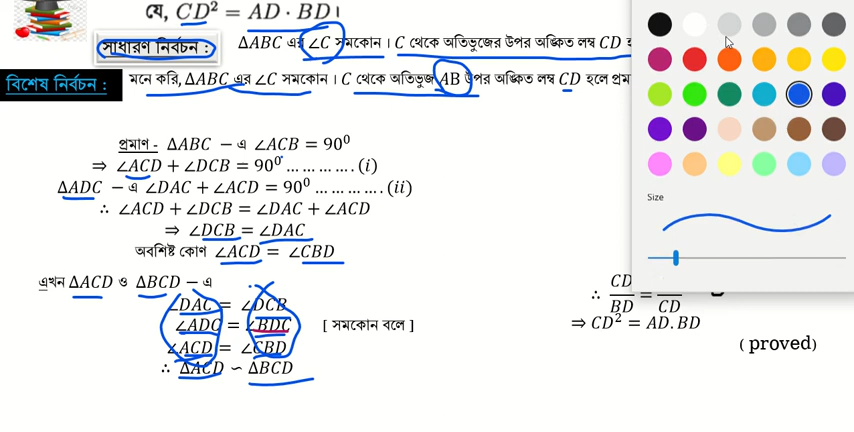 যে, CD² = AD · BD।
সাধারণ নির্বচন : ΔABC এর ∠C সমকোন। C থেকে অতিভুজের উপর অঙ্কিত লম্ব CD
বিশেষ নির্বচন : মনে করি, ΔABC এর ∠C সমকোন। C থেকে অতিভুজ AB উপর অঙ্কিত লম্ব CD হলে
প্রমাণ - ΔABC − এ ∠ACB = 90⁰
⇒ ∠ACD + ∠DCB = 90⁰ ... ... ... .... (i)
ΔADC − এ ∠DAC + ∠ACD = 90⁰ ... ... ... .... (ii)
∴ ∠ACD + ∠DCB = ∠DAC + ∠ACD
⇒ ∠DCB = ∠DAC
অবশিষ্ট কোণ ∠ACD = ∠CBD
এখন ΔACD ও ΔBCD − এ
∠DAC = ∠DCB
∠ADC = ∠BDC [ সমকোন বলে ]
∠ACD = ∠CBD
∴ ΔACD ∽ ΔBCD
Size
∴ CD/BD = /CD
⇒ CD² = AD. BD
( proved)